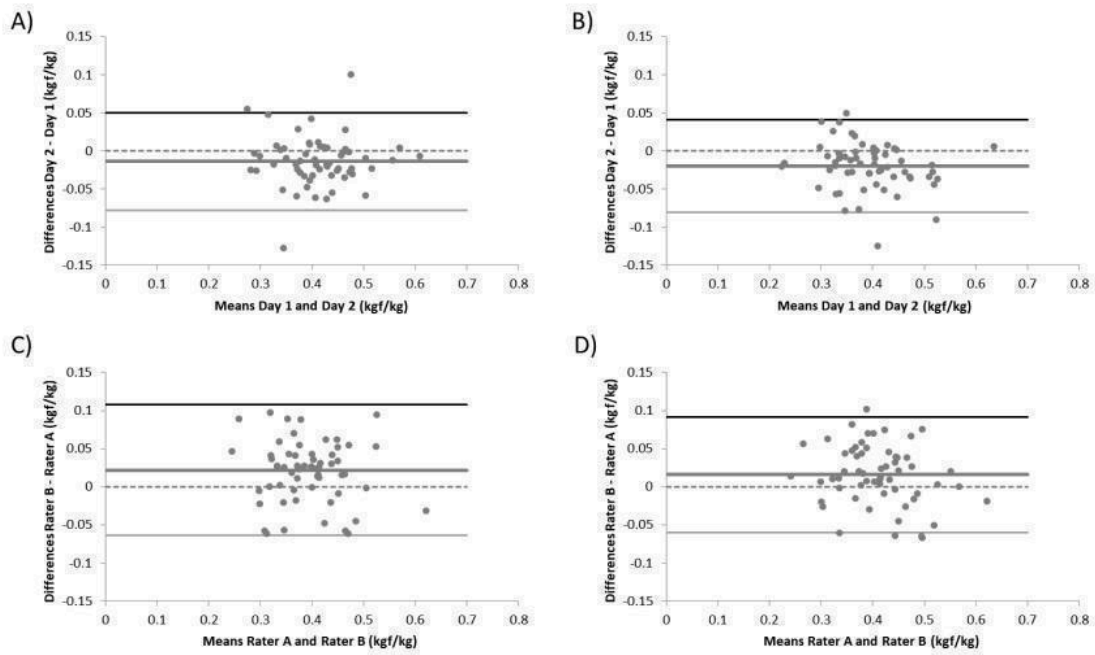 A)
Differences Day 2 - Day 1 (kgf/kg)
0.15
0.1
0.05
0
-0.05
-0.1
-0.15
0 0.1 0.2 0.3 0.4 0.5 0.6 0.7 0.8
Means Day 1 and Day 2 (kgf/kg)
B)
Differences Day 2 - Day 1 (kgf/kg)
0.15
0.1
0.05
0
-0.05
-0.1
-0.15
0 0.1 0.2 0.3 0.4 0.5 0.6 0.7 0.8
Means Day 1 and Day 2 (kgf/kg)
C)
Differences Rater B - Rater A (kgf/kg)
0.15
0.1
0.05
0
-0.05
-0.1
-0.15
0 0.1 0.2 0.3 0.4 0.5 0.6 0.7 0.8
Means Rater A and Rater B (kgf/kg)
D)
Differences Rater B - Rater A (kgf/kg)
0.15
0.1
0.05
0
-0.05
-0.1
-0.15
0 0.1 0.2 0.3 0.4 0.5 0.6 0.7 0.8
Means Rater A and Rater B (kgf/kg)